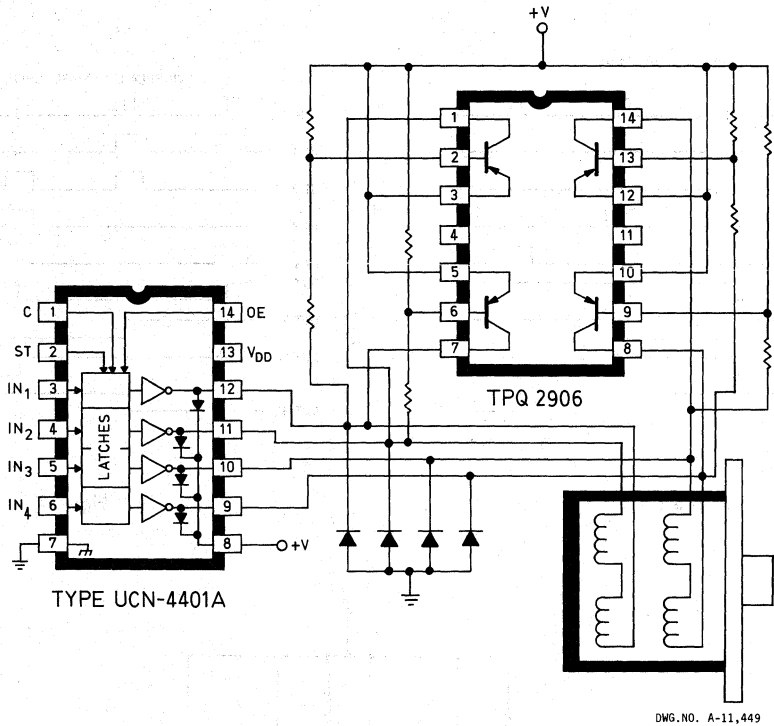 +V
1
14
2
13
3
12
4
11
5
10
6
9
7
8
TPQ 2906
C
1
14
OE
ST
2
13
VDD
IN1
3
12
IN2
4
11
IN3
5
10
IN4
6
9
7
8
+V
LATCHES
TYPE UCN-4401A
DWG.NO. A-11,449